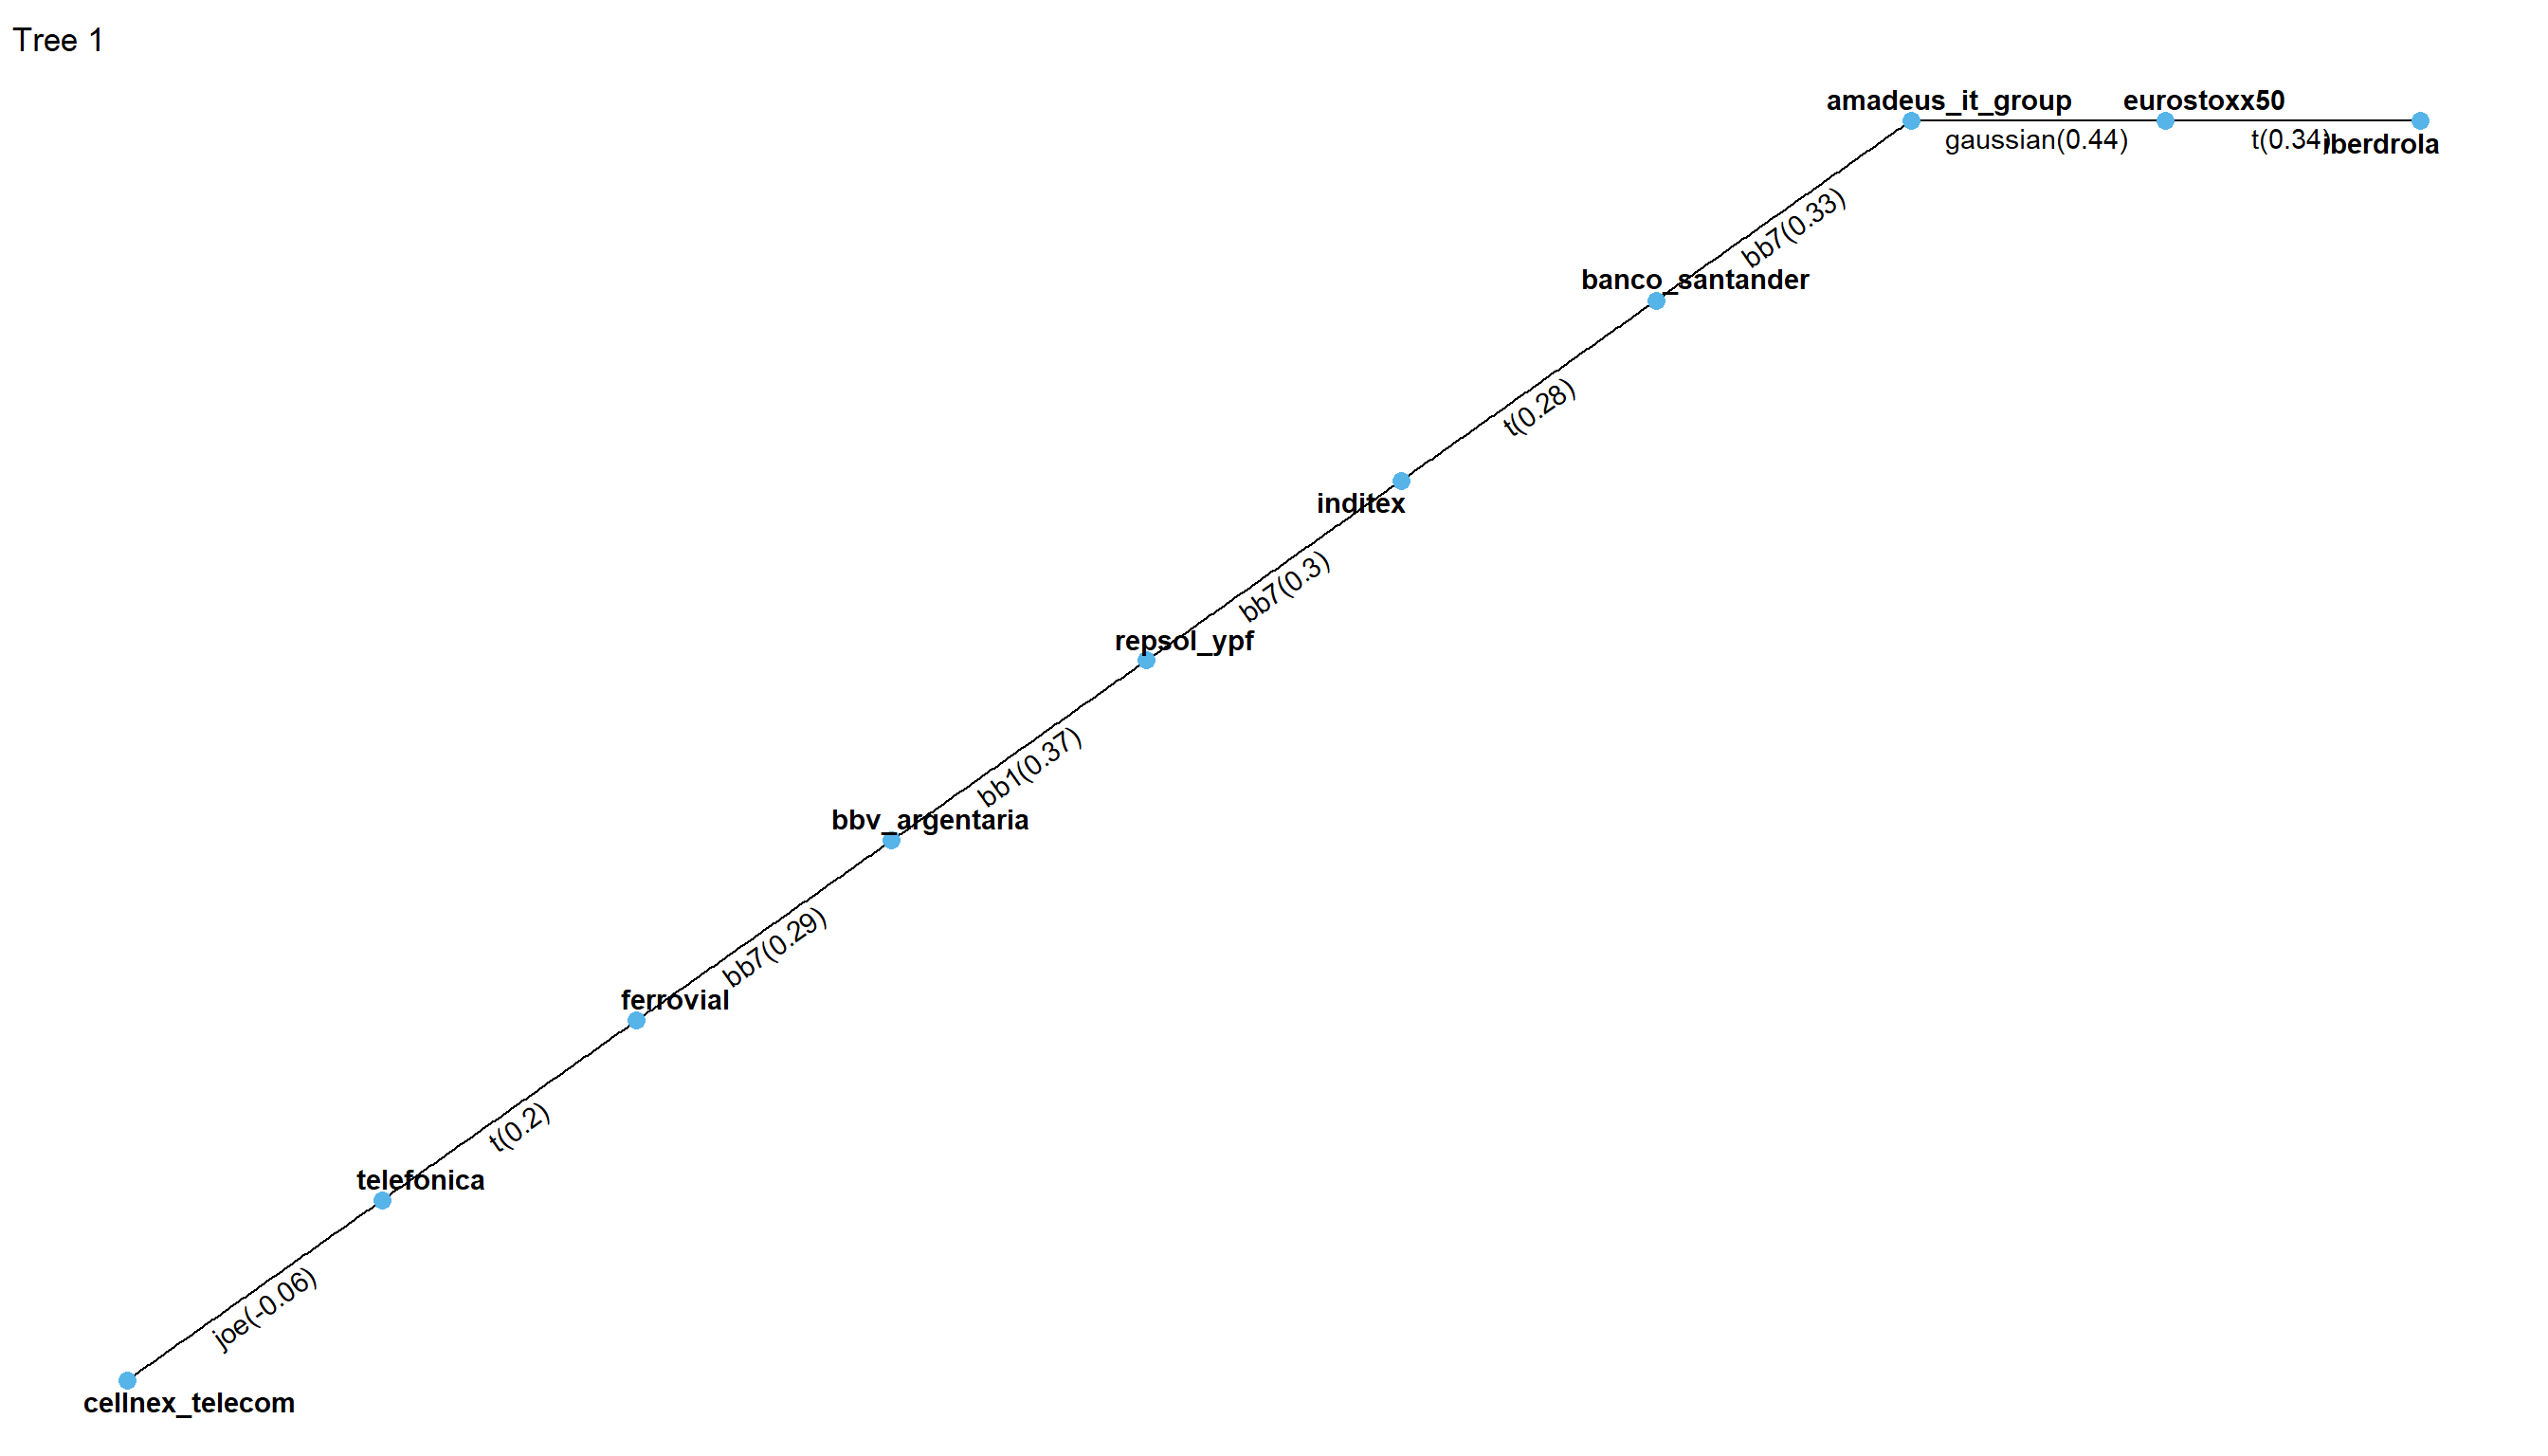 Tree 1
amadeus_it_group
eurostoxx50
gaussian(0.44)
t(0.34)
iberdrola
bb7(0.33)
banco_santander
t(0.28)
inditex
bb7(0.3)
repsol_ypf
bb1(0.37)
bbv_argentaria
bb7(0.29)
ferrovial
t(0.2)
telefonica
joe(-0.06)
cellnex_telecom